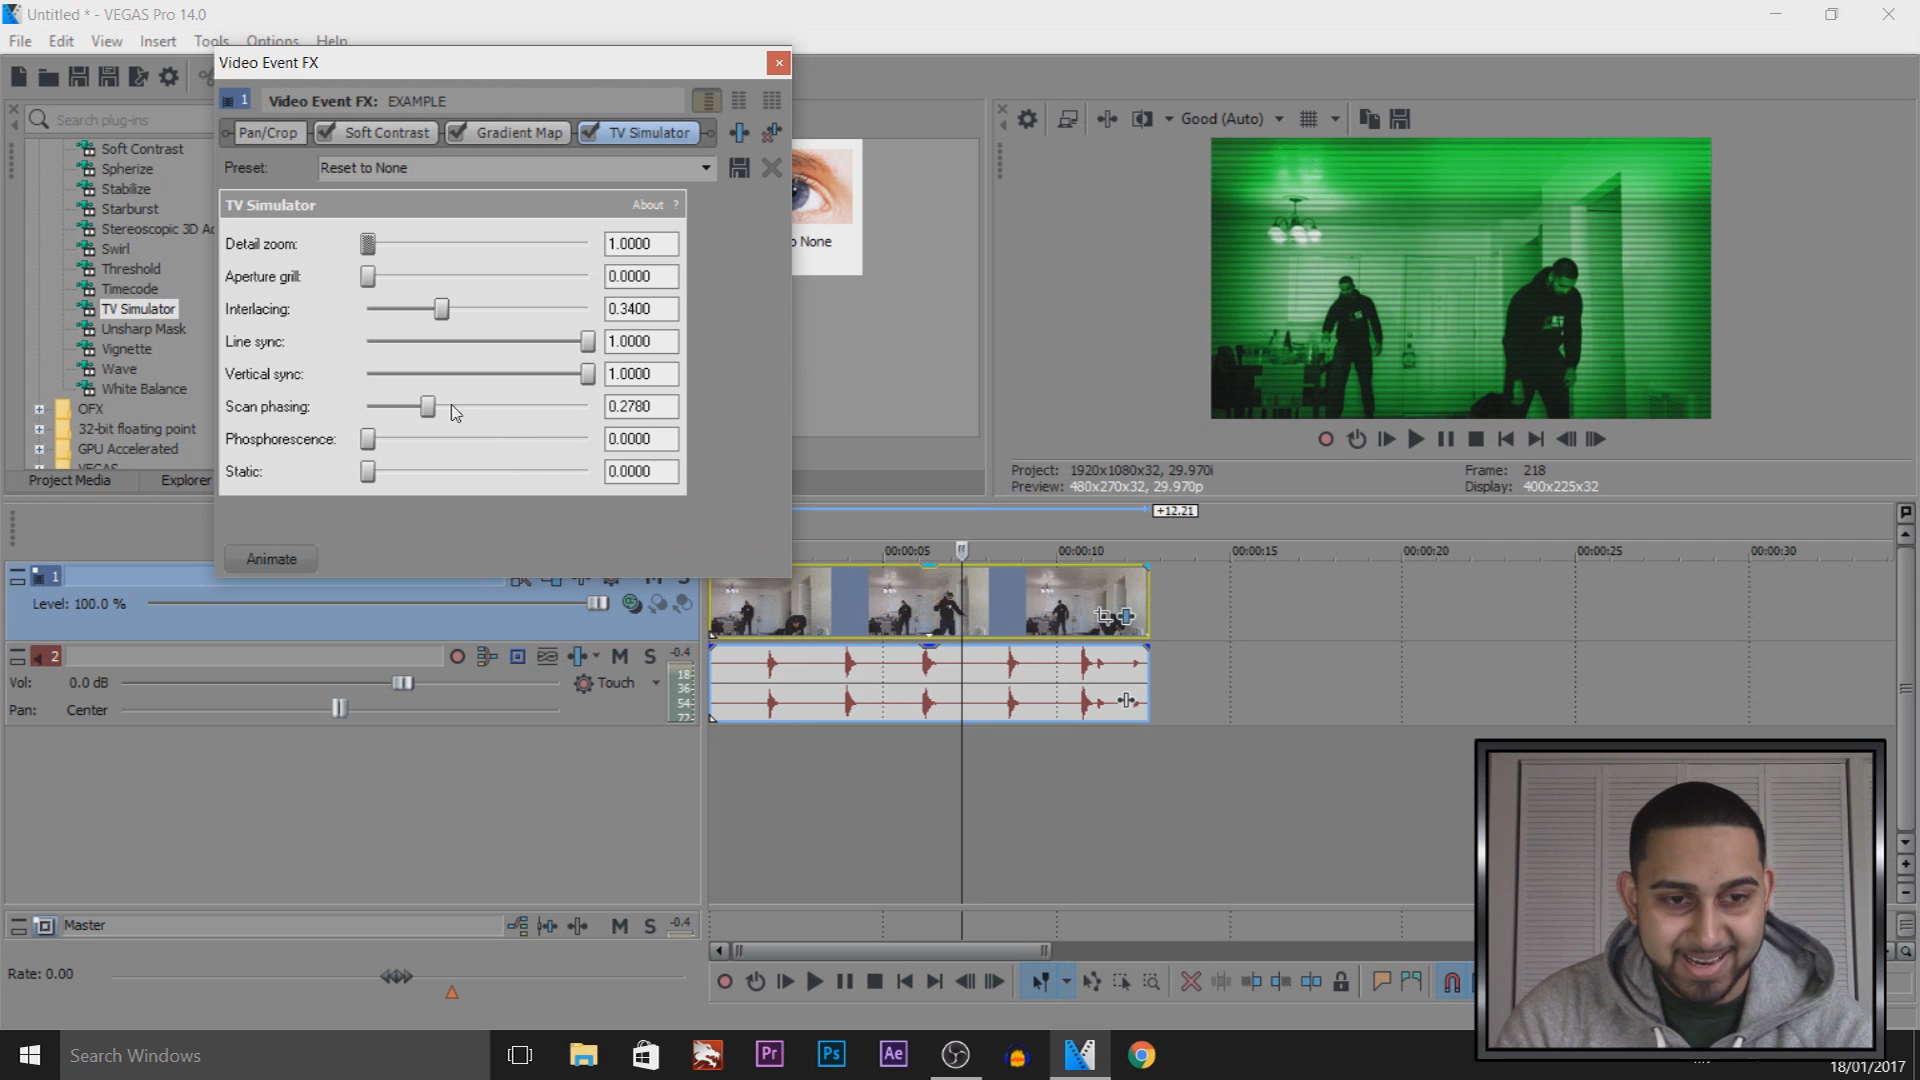 Untitled * - VEGAS Pro 14.0
File Edit View Insert Tools Options Help
Video Event FX
1 Video Event FX: EXAMPLE
Pan/Crop Soft Contrast Gradient Map TV Simulator
Preset: Reset to None
TV Simulator About ?
Detail zoom: 1.0000
Aperture grill: 0.0000
Interlacing: 0.3400
Line sync: 1.0000
Vertical sync: 1.0000
Scan phasing: 0.2780
Phosphorescence: 0.0000
Static: 0.0000
Animate
Search plug-ins
Soft Contrast
Spherize
Stabilize
Starburst
Stereoscopic 3D
Swirl
Threshold
Timecode
TV Simulator
Unsharp Mask
Vignette
Wave
White Balance
OFX
32-bit floating point
GPU Accelerated
VEGAS
Project Media Explorer
None
Good (Auto)
Project: 1920x1080x32, 29.970i
Preview: 480x270x32, 29.970p
Frame: 218
Display: 400x225x32
+12.21
00:00:05 00:00:10 00:00:15 00:00:20 00:00:25 00:00:30
1 M S
Level: 100.0 %
2 M S -0.4
Vol: 0.0 dB Touch
Pan: Center
18
36
54
72
Master M S -0.4
Rate: 0.00
Search Windows
Pr Ps Ae
18/01/2017